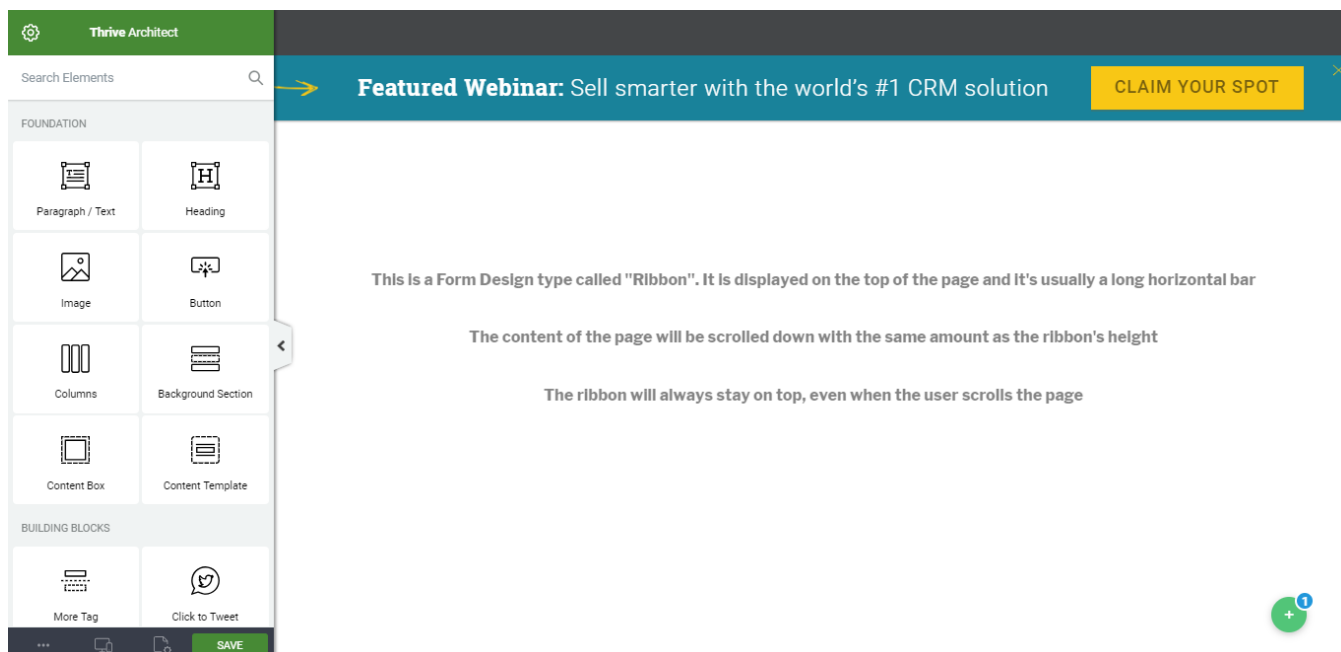 Thrive Architect
Search Elements
FOUNDATION
Paragraph / Text
Heading
Image
Button
Columns
Background Section
Content Box
Content Template
BUILDING BLOCKS
More Tag
Click to Tweet
SAVE
Featured Webinar: Sell smarter with the world's #1 CRM solution
CLAIM YOUR SPOT
This is a Form Design type called "Ribbon". It is displayed on the top of the page and it's usually a long horizontal bar
The content of the page will be scrolled down with the same amount as the ribbon's height
The ribbon will always stay on top, even when the user scrolls the page
1